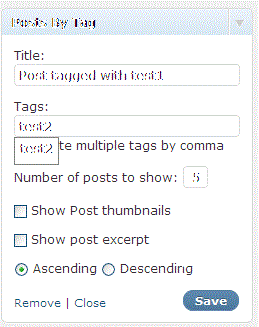 Posts By Tag
Title:
Post tagged with test1
Tags:
test2
test2 te multiple tags by comma
Number of posts to show: 5
Show Post thumbnails
Show post excerpt
Ascending Descending
Remove | Close Save